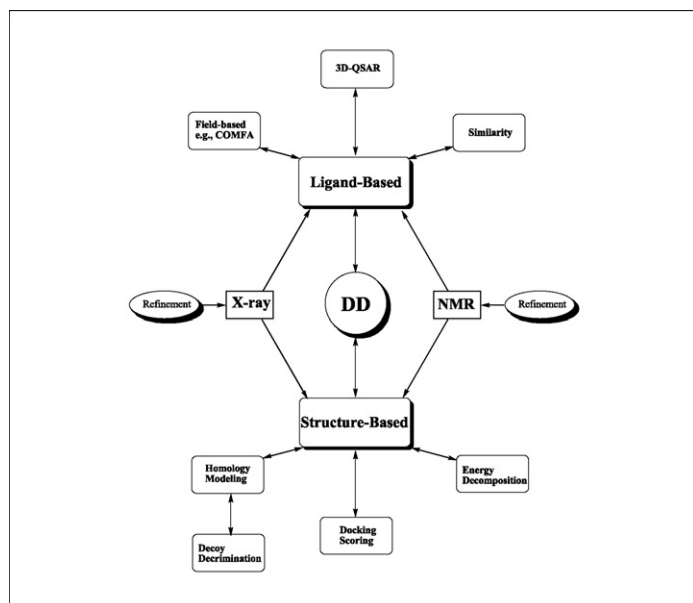 3D-QSAR
Field-based
e.g., COMFA
Similarity
Ligand-Based
Refinement
X-ray
DD
NMR
Refinement
Structure-Based
Homology
Modeling
Energy
Decomposition
Docking
Scoring
Decoy
Decrimination